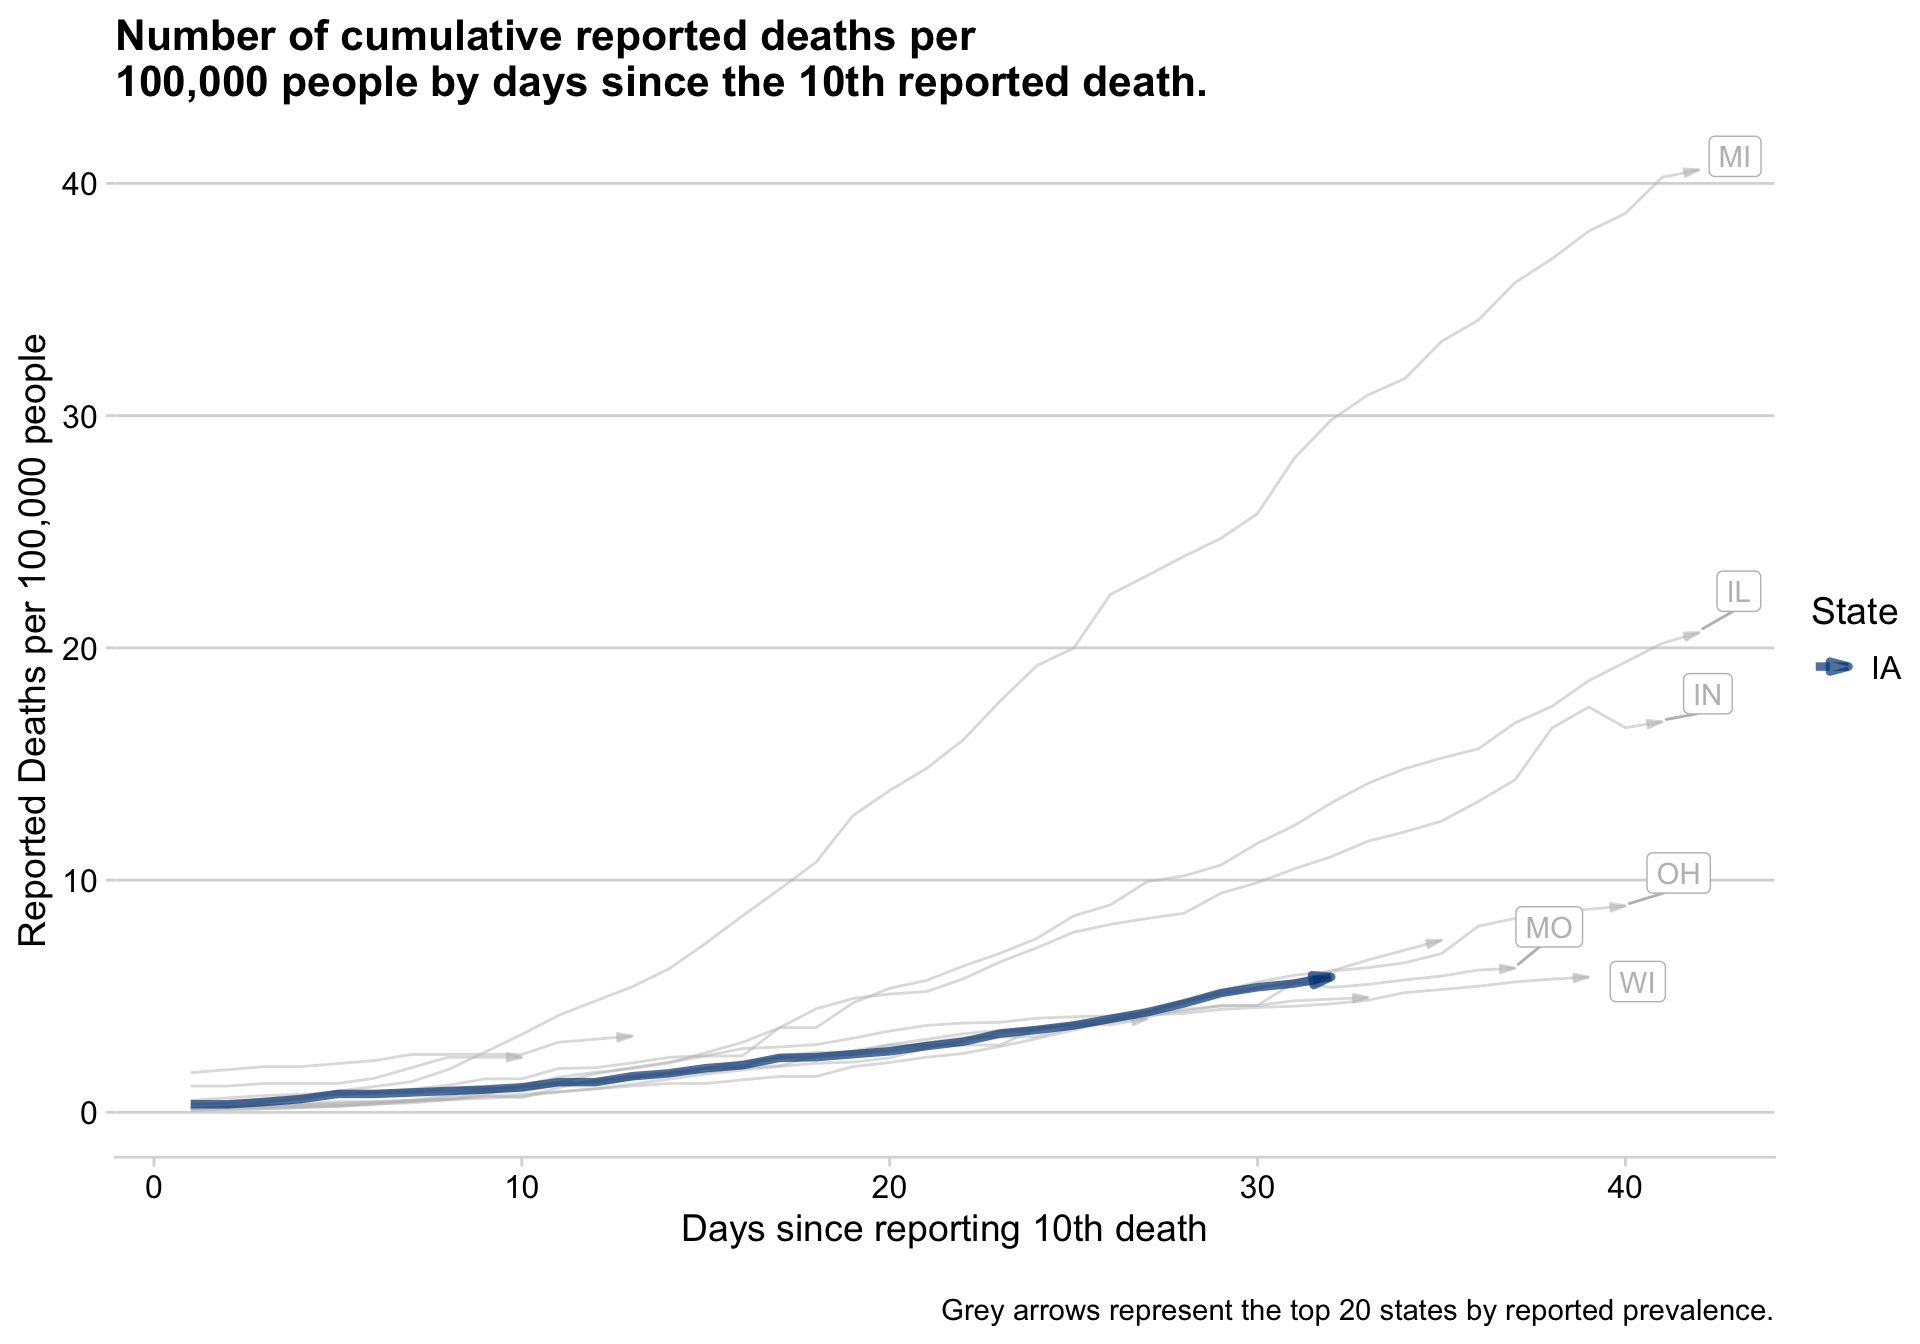 Number of cumulative reported deaths per
100,000 people by days since the 10th reported death.
Reported Deaths per 100,000 people
40
30
20
10
0
MI
IL
IN
OH
MO
WI
State
IA
0 10 20 30 40
Days since reporting 10th death
Grey arrows represent the top 20 states by reported prevalence.